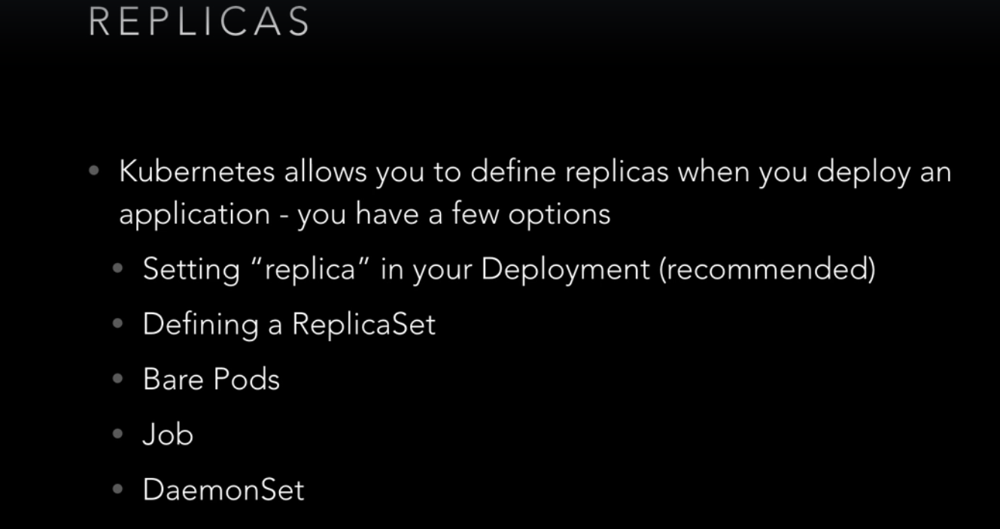 REPLICAS
• Kubernetes allows you to define replicas when you deploy an
application - you have a few options
• Setting “replica” in your Deployment (recommended)
• Defining a ReplicaSet
• Bare Pods
• Job
• DaemonSet